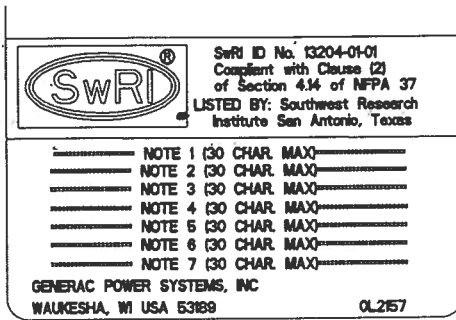 SwRI®
SwRI ID No. 13204-01-01
Compliant with Clause (2)
of Section 4.14 of NFPA 37
LISTED BY: Southwest Research
Institute San Antonio, Texas
NOTE 1 (30 CHAR. MAX)
NOTE 2 (30 CHAR. MAX)
NOTE 3 (30 CHAR. MAX)
NOTE 4 (30 CHAR. MAX)
NOTE 5 (30 CHAR. MAX)
NOTE 6 (30 CHAR. MAX)
NOTE 7 (30 CHAR. MAX)
GENERAC POWER SYSTEMS, INC
WAUKESHA, WI USA 53189
0L2157